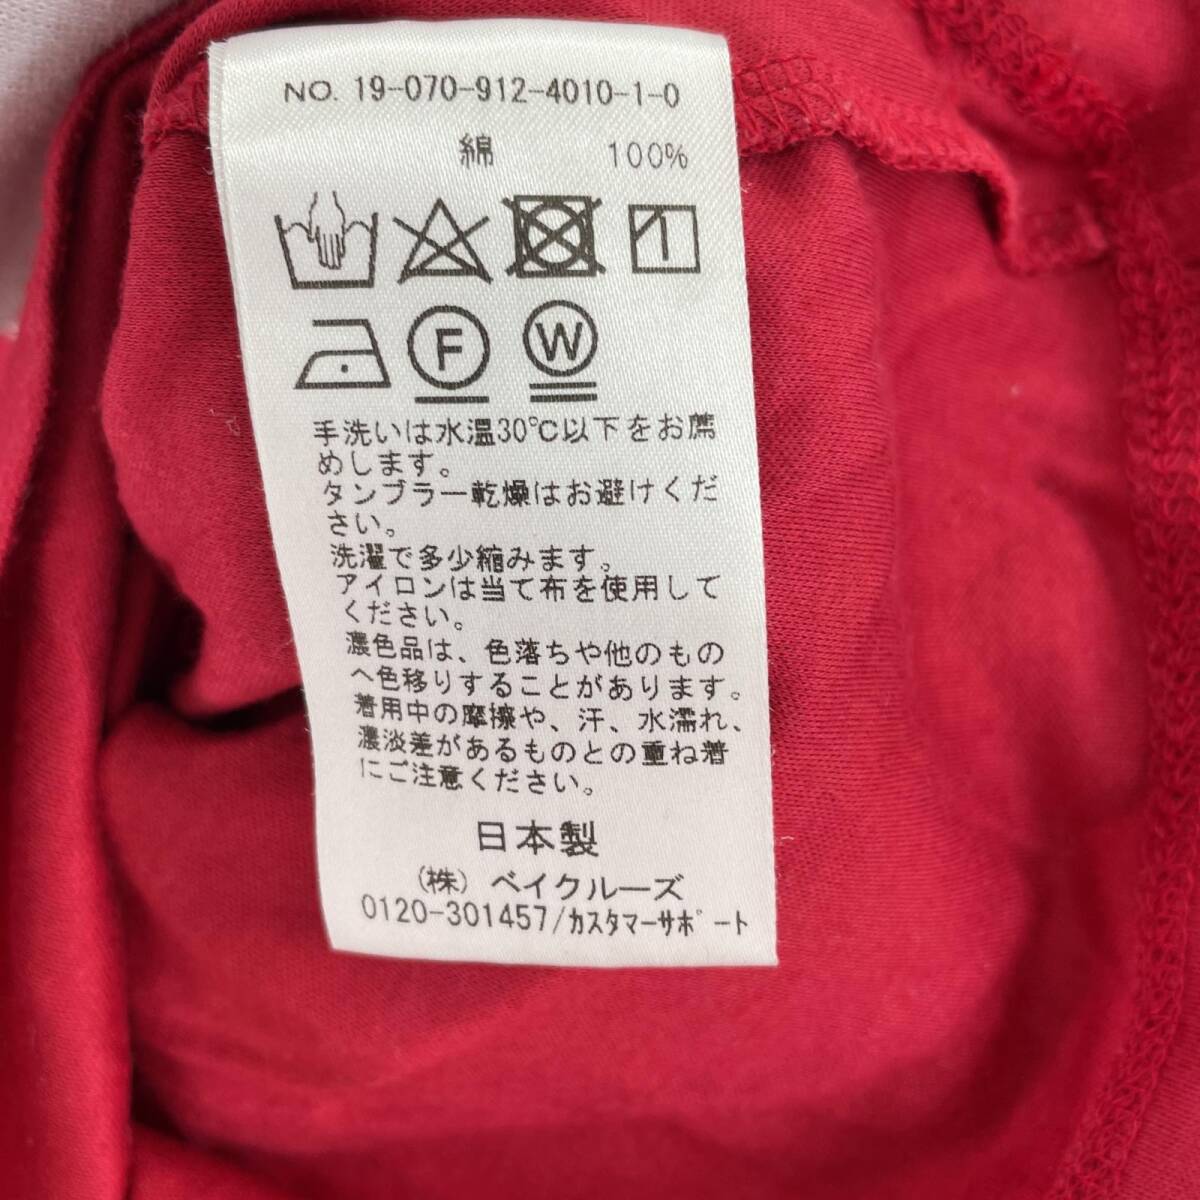 NO. 19-070-912-4010-1-0
綿 100%
F W
手洗いは水温30℃以下をお薦
めします。
タンブラー乾燥はお避けくだ
さい。
洗濯で多少縮みます。
アイロンは当て布を使用して
ください。
濃色品は、色落ちや他のもの
へ色移りすることがあります。
着用中の摩擦や、汗、水濡れ、
濃淡差があるものとの重ね着
にご注意ください。
日本製
(株) ベイクルーズ
0120-301457/ｶｽﾀﾏｰｻﾎﾟｰﾄ